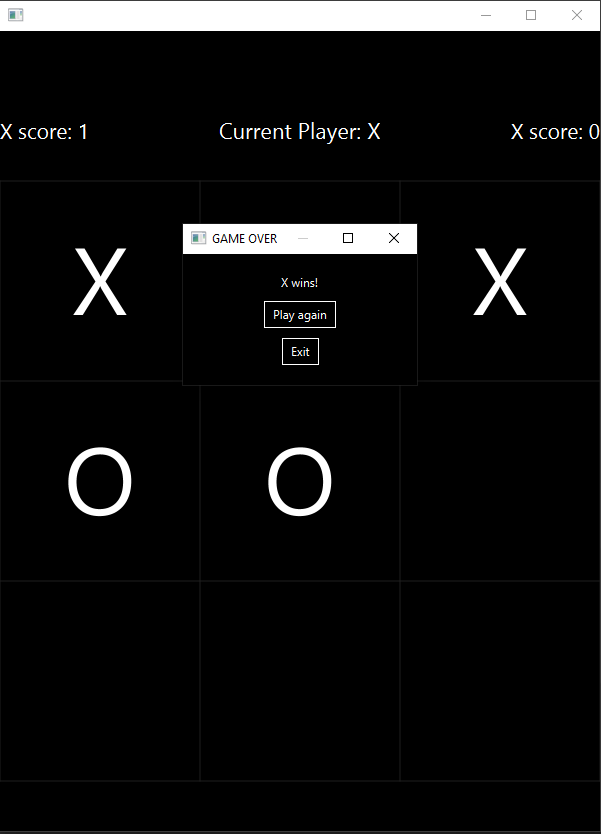 X score: 1
Current Player: X
X score: 0
GAME OVER
X
X
X wins!
Play again
Exit
O
O